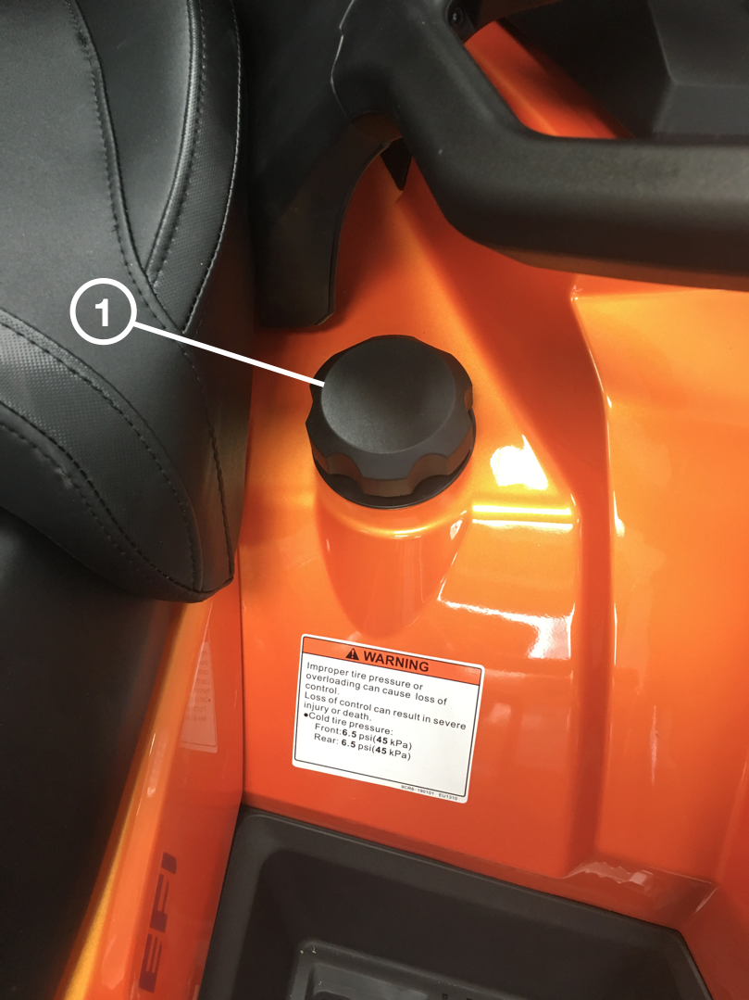 1
⚠ WARNING
Improper tire pressure or
overloading can cause loss of
control.
Loss of control can result in severe
injury or death.
●Cold tire pressure:
Front:6.5 psi(45 kPa)
Rear: 6.5 psi(45 kPa)
EFI